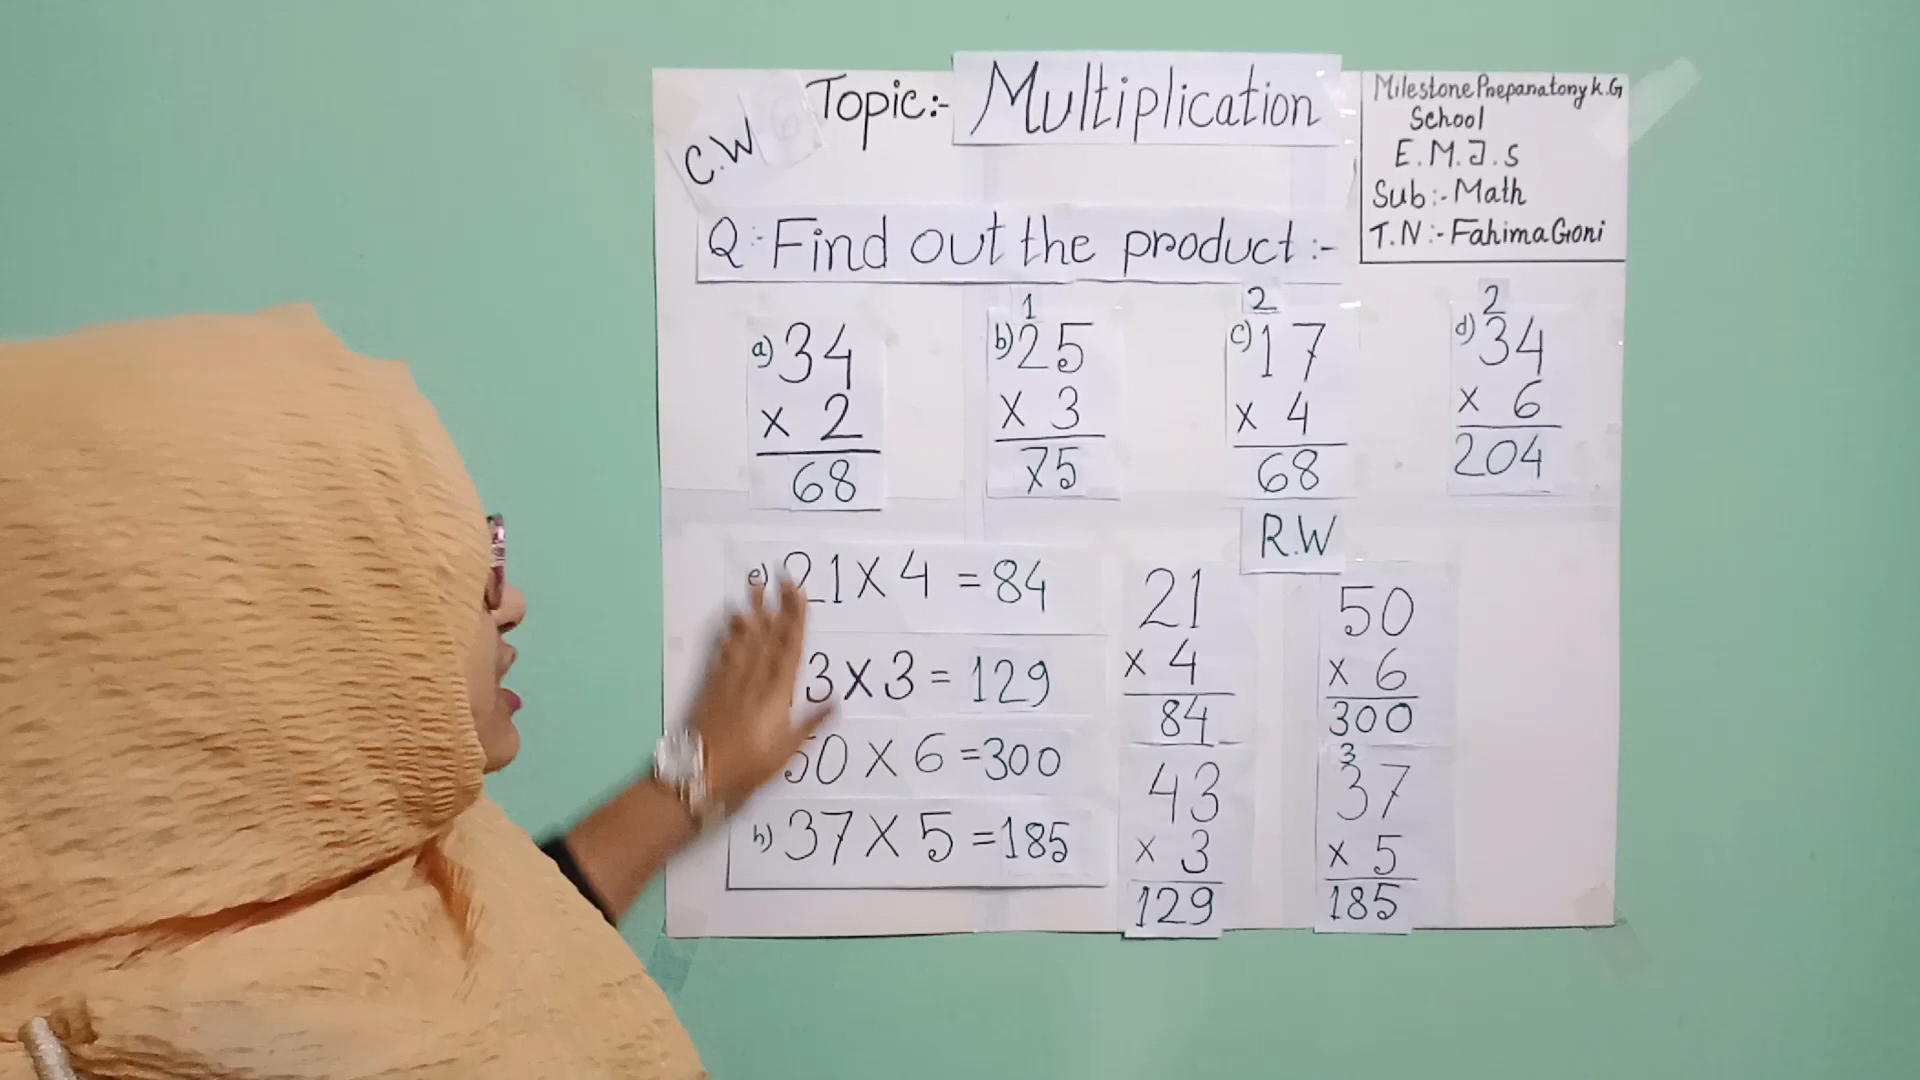 C.W
Topic:- Multiplication
Milestone Preparatory K.G
School
E.M.J.S
Sub:- Math
T.N:- Fahima Goni
Q:- Find out the product:-
a) 34
× 2
68
1
b) 25
× 3
75
2
c) 17
× 4
68
2
d) 34
× 6
204
R.W
e) 21 × 4 = 84
3 × 3 = 129
50 × 6 = 300
h) 37 × 5 = 185
21
× 4
84
50
× 6
300
43
× 3
129
3
37
× 5
185